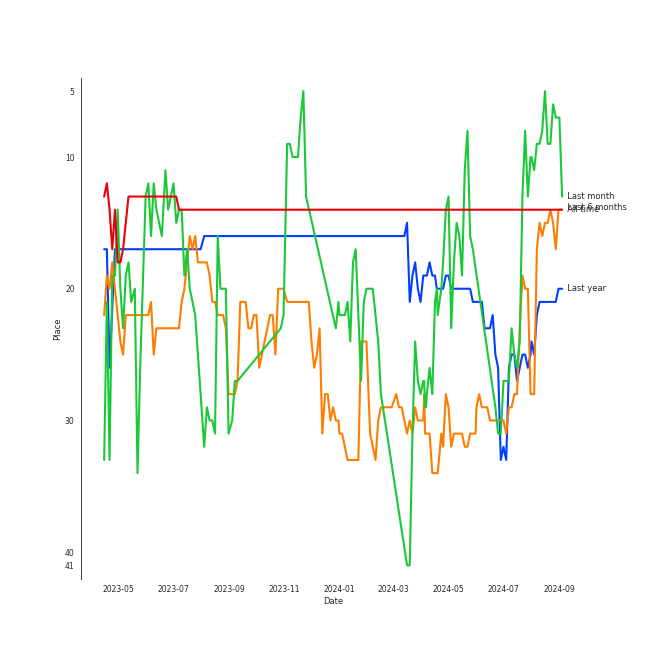 5
10
20
30
40
41
Place
2023-05
2023-07
2023-09
2023-11
2024-01
2024-03
2024-05
2024-07
2024-09
Date
Last month
Last 6 months
All time
Last year